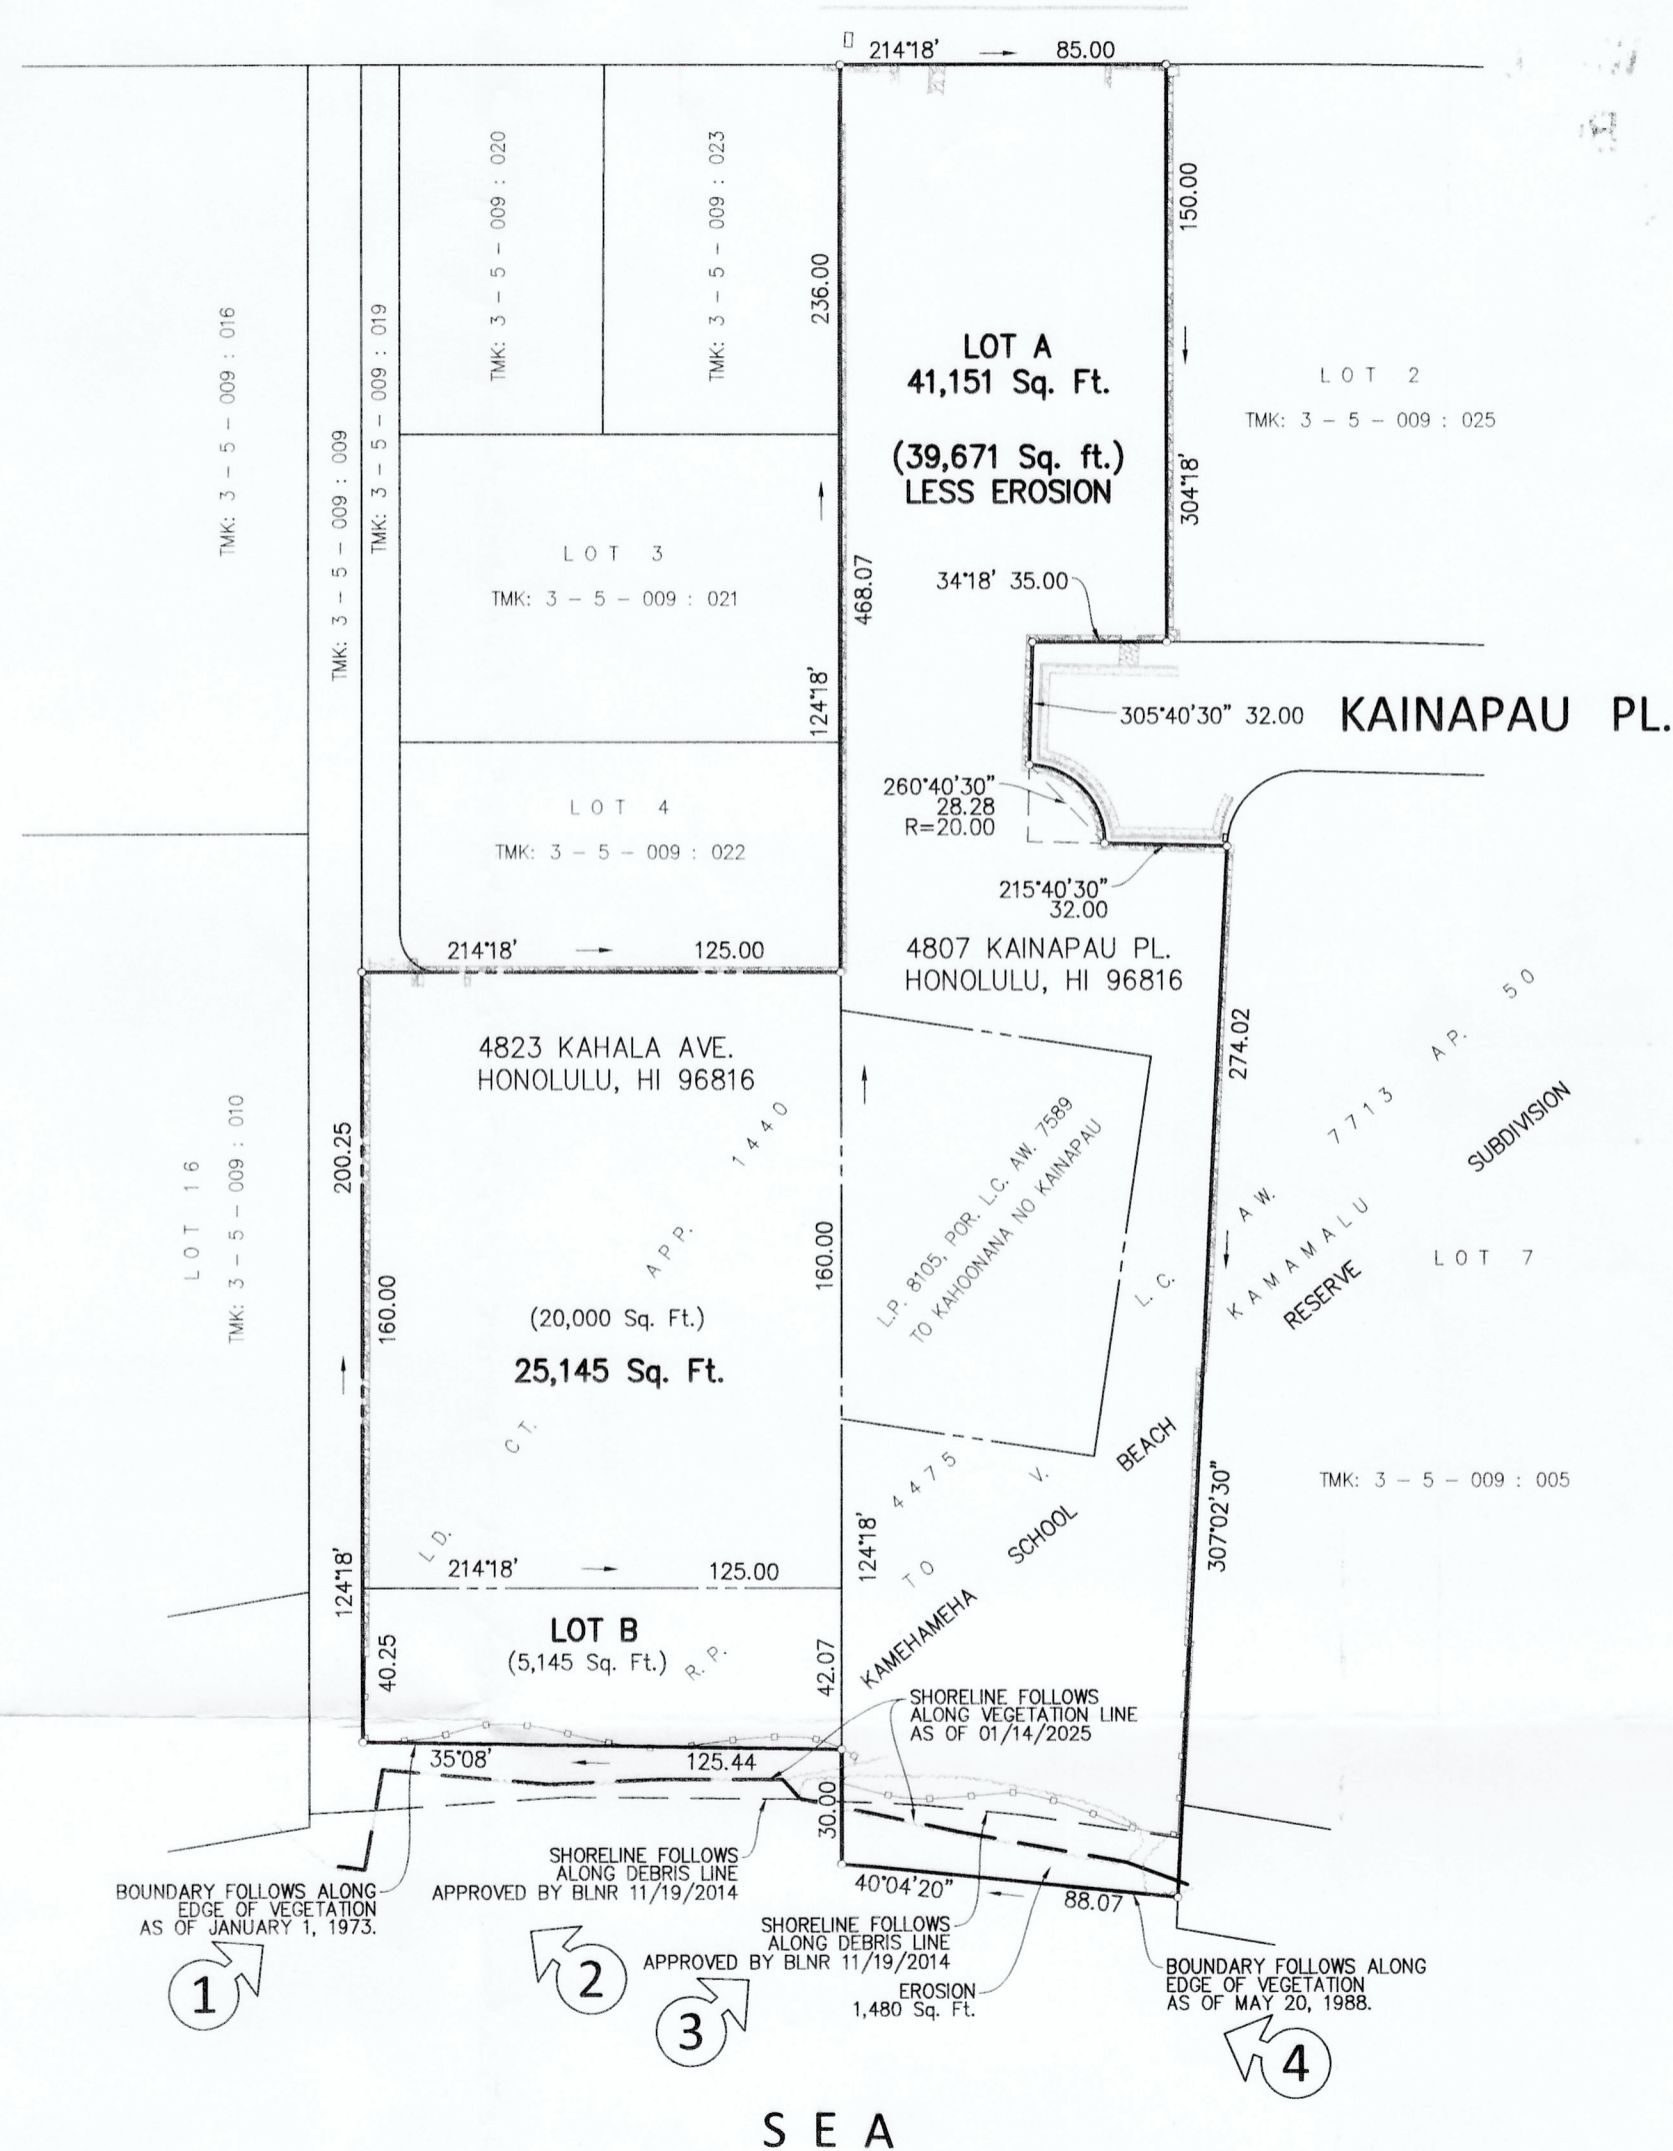 214°18' 85.00
TMK: 3 - 5 - 009 : 016
TMK: 3 - 5 - 009 : 009
TMK: 3 - 5 - 009 : 019
TMK: 3 - 5 - 009 : 020
TMK: 3 - 5 - 009 : 023
236.00
150.00
LOT A
41,151 Sq. Ft.
(39,671 Sq. ft.)
LESS EROSION
LOT 2
TMK: 3 - 5 - 009 : 025
304°18'
LOT 3
TMK: 3 - 5 - 009 : 021
468.07
34°18' 35.00
124°18'
305°40'30" 32.00
KAINAPAU PL.
LOT 4
TMK: 3 - 5 - 009 : 022
260°40'30"
28.28
R=20.00
215°40'30"
32.00
214°18' 125.00
4807 KAINAPAU PL.
HONOLULU, HI 96816
4823 KAHALA AVE.
HONOLULU, HI 96816
274.02
LOT 16
TMK: 3 - 5 - 009 : 010
200.25
160.00
160.00
R. P. 4475 TO V. KAMAMALU
L. C. AW. 7713 AP. 50
L.P. 8105, POR. L.C. AW. 7589
TO KAHOONANA NO KAINAPAU
LD. CT. APP. 1440
KAMEHAMEHA SCHOOL BEACH RESERVE SUBDIVISION
LOT 7
TMK: 3 - 5 - 009 : 005
(20,000 Sq. Ft.)
25,145 Sq. Ft.
307°02'30"
124°18'
124°18'
214°18' 125.00
LOT B
(5,145 Sq. Ft.)
40.25
42.07
SHORELINE FOLLOWS
ALONG VEGETATION LINE
AS OF 01/14/2025
35°08' 125.44
30.00
SHORELINE FOLLOWS
ALONG DEBRIS LINE
APPROVED BY BLNR 11/19/2014
BOUNDARY FOLLOWS ALONG
EDGE OF VEGETATION
AS OF JANUARY 1, 1973.
40°04'20" 88.07
SHORELINE FOLLOWS
ALONG DEBRIS LINE
APPROVED BY BLNR 11/19/2014
EROSION
1,480 Sq. Ft.
BOUNDARY FOLLOWS ALONG
EDGE OF VEGETATION
AS OF MAY 20, 1988.
1
2
3
4
SEA